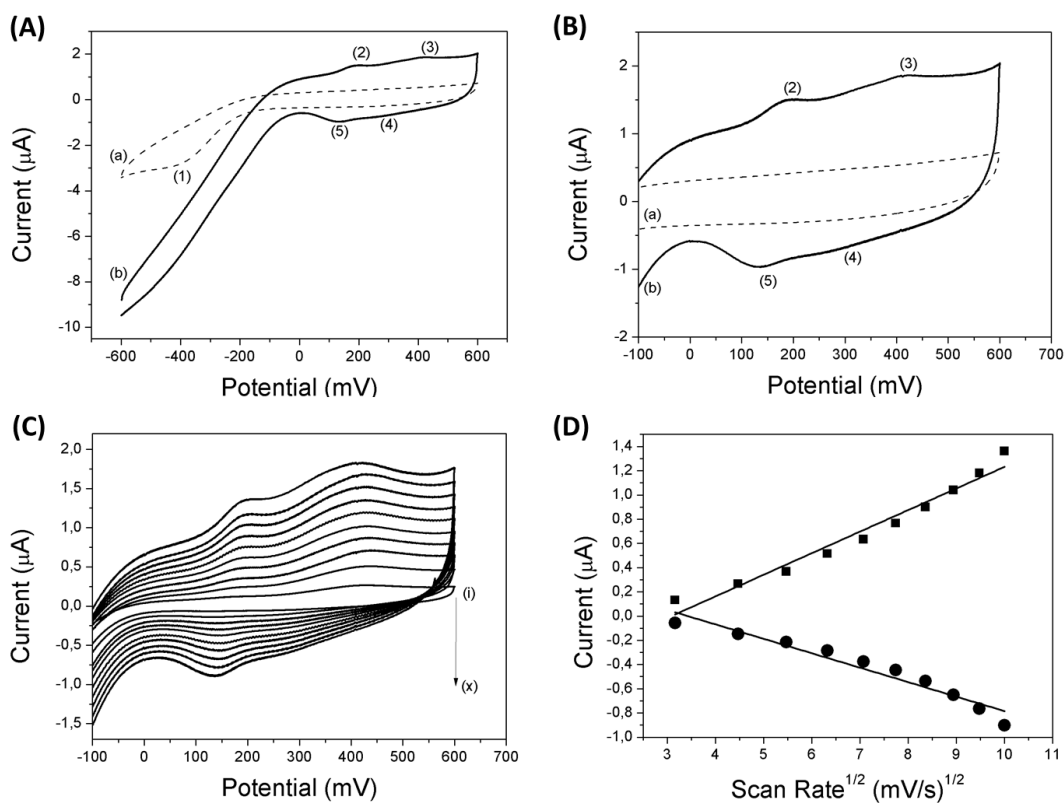 (A)
2
0
-2
-4
-6
-8
-10
Current (μA)
(2)
(3)
(a)
(1)
(b)
(5)
(4)
-600 -400 -200 0 200 400 600
Potential (mV)
(B)
2
1
0
-1
-2
Current (μA)
(2)
(3)
(a)
(b)
(5)
(4)
-100 0 100 200 300 400 500 600 700
Potential (mV)
(C)
2,0
1,5
1,0
0,5
0,0
-0,5
-1,0
-1,5
Current (μA)
(i)
(x)
-100 0 100 200 300 400 500 600 700
Potential (mV)
(D)
1,4
1,2
1,0
0,8
0,6
0,4
0,2
0,0
-0,2
-0,4
-0,6
-0,8
-1,0
Current (μA)
3 4 5 6 7 8 9 10 11
Scan Rate^1/2 (mV/s)^1/2